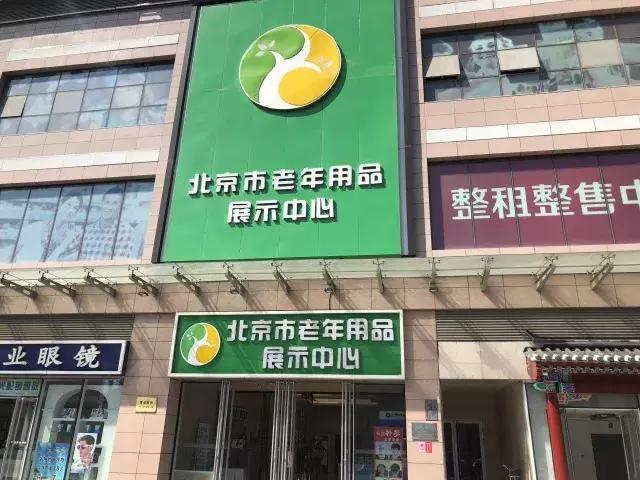 北京市老年用品
展示中心
整租整售中
北京市老年用品
展示中心
业眼镜